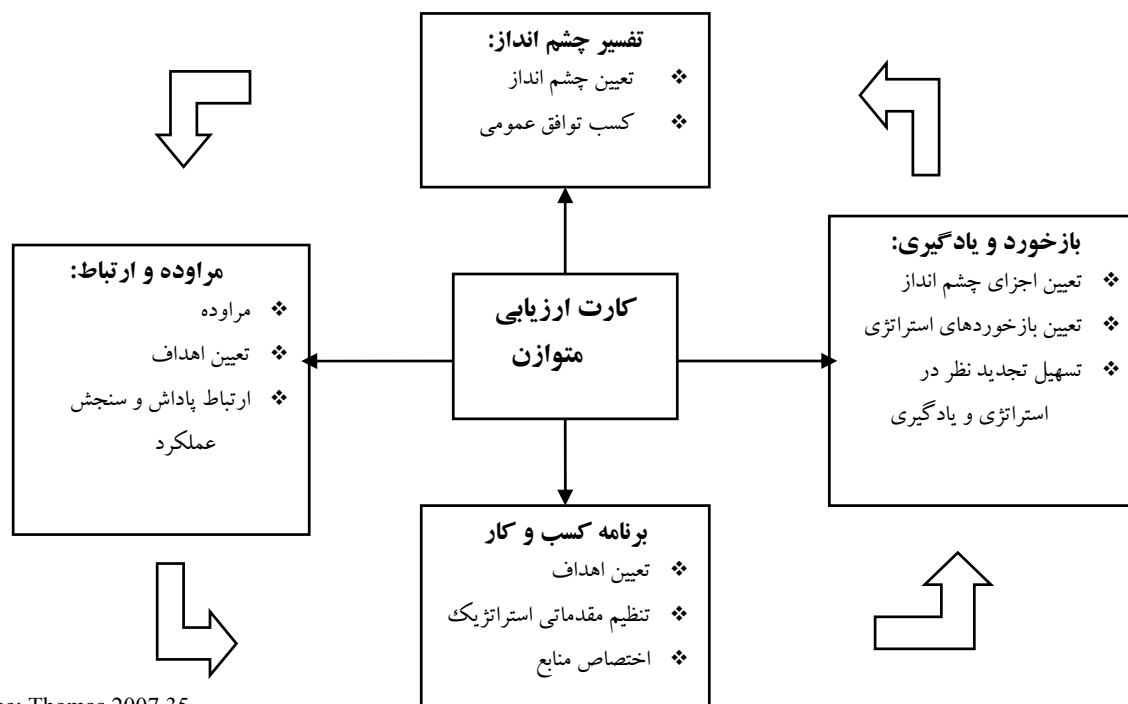 تفسیر چشم انداز:
❖ تعیین چشم انداز
❖ کسب توافق عمومی
بازخورد و یادگیری:
❖ تعیین اجزای چشم انداز
❖ تعیین بازخوردهای استراتژی
❖ تسهیل تجدید نظر در
استراتژی و یادگیری
کارت ارزیابی
متوازن
مراوده و ارتباط:
❖ مراوده
❖ تعیین اهداف
❖ ارتباط پاداش و سنجش
عملکرد
برنامه کسب و کار
❖ تعیین اهداف
❖ تنظیم مقدماتی استراتژیک
❖ اختصاص منابع
Thomas 2007,35